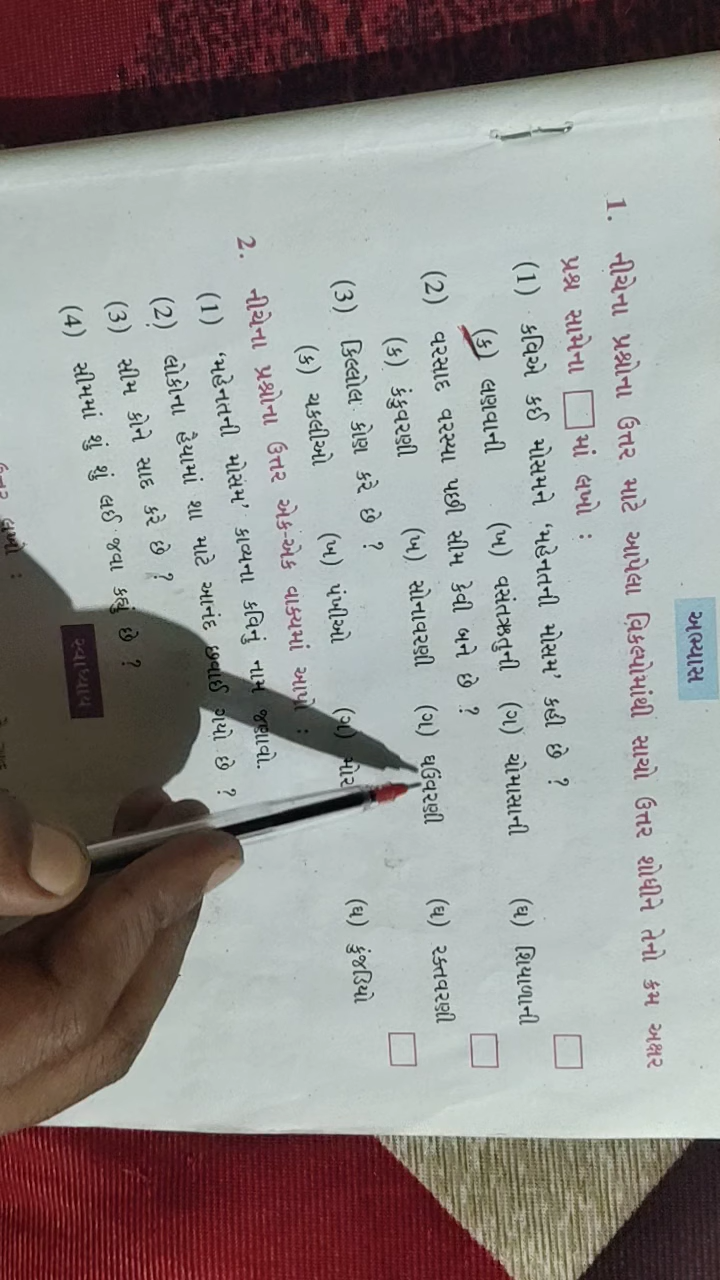 અભ્યાસ
1. નીચેના પ્રશ્નોના ઉત્તર માટે આપેલા વિકલ્પોમાંથી સાચો ઉત્તર શોધીને તેનો ક્રમ અક્ષર
પ્રશ્ન સામેના □ માં લખો :
(1) કવિએ કઈ મોસમને ‘મહેનતની મોસમ’ કહી છે ?
(ક) લણવાની (ખ) વસંતઋતુની (ગ) ચોમાસાની (ઘ) શિયાળાની
(2) વરસાદ વરસ્યા પછી સીમ કેવી બને છે ?
(ક) કંકુવરણી (ખ) સોનાવરણી (ગ) ઘઉંવરણી (ઘ) રક્તવરણી
(3) કિલ્લોલ કોણ કરે છે ?
(ક) ચકલીઓ (ખ) પંખીઓ (ગ) મોર (ઘ) કુંજડિયો
2. નીચેના પ્રશ્નોના ઉત્તર એક-એક વાક્યમાં આપો :
(1) ‘મહેનતની મોસમ’ કાવ્યના કવિનું નામ જણાવો.
(2) લોકોના હૈયામાં શા માટે આનંદ છવાઈ ગયો છે ?
(3) સીમ કોને સાદ કરે છે ?
(4) સીમમાં શું શું લઈ જવા કહ્યું છે ?
સ્વાધ્યાય
ઉત્તર લખો :